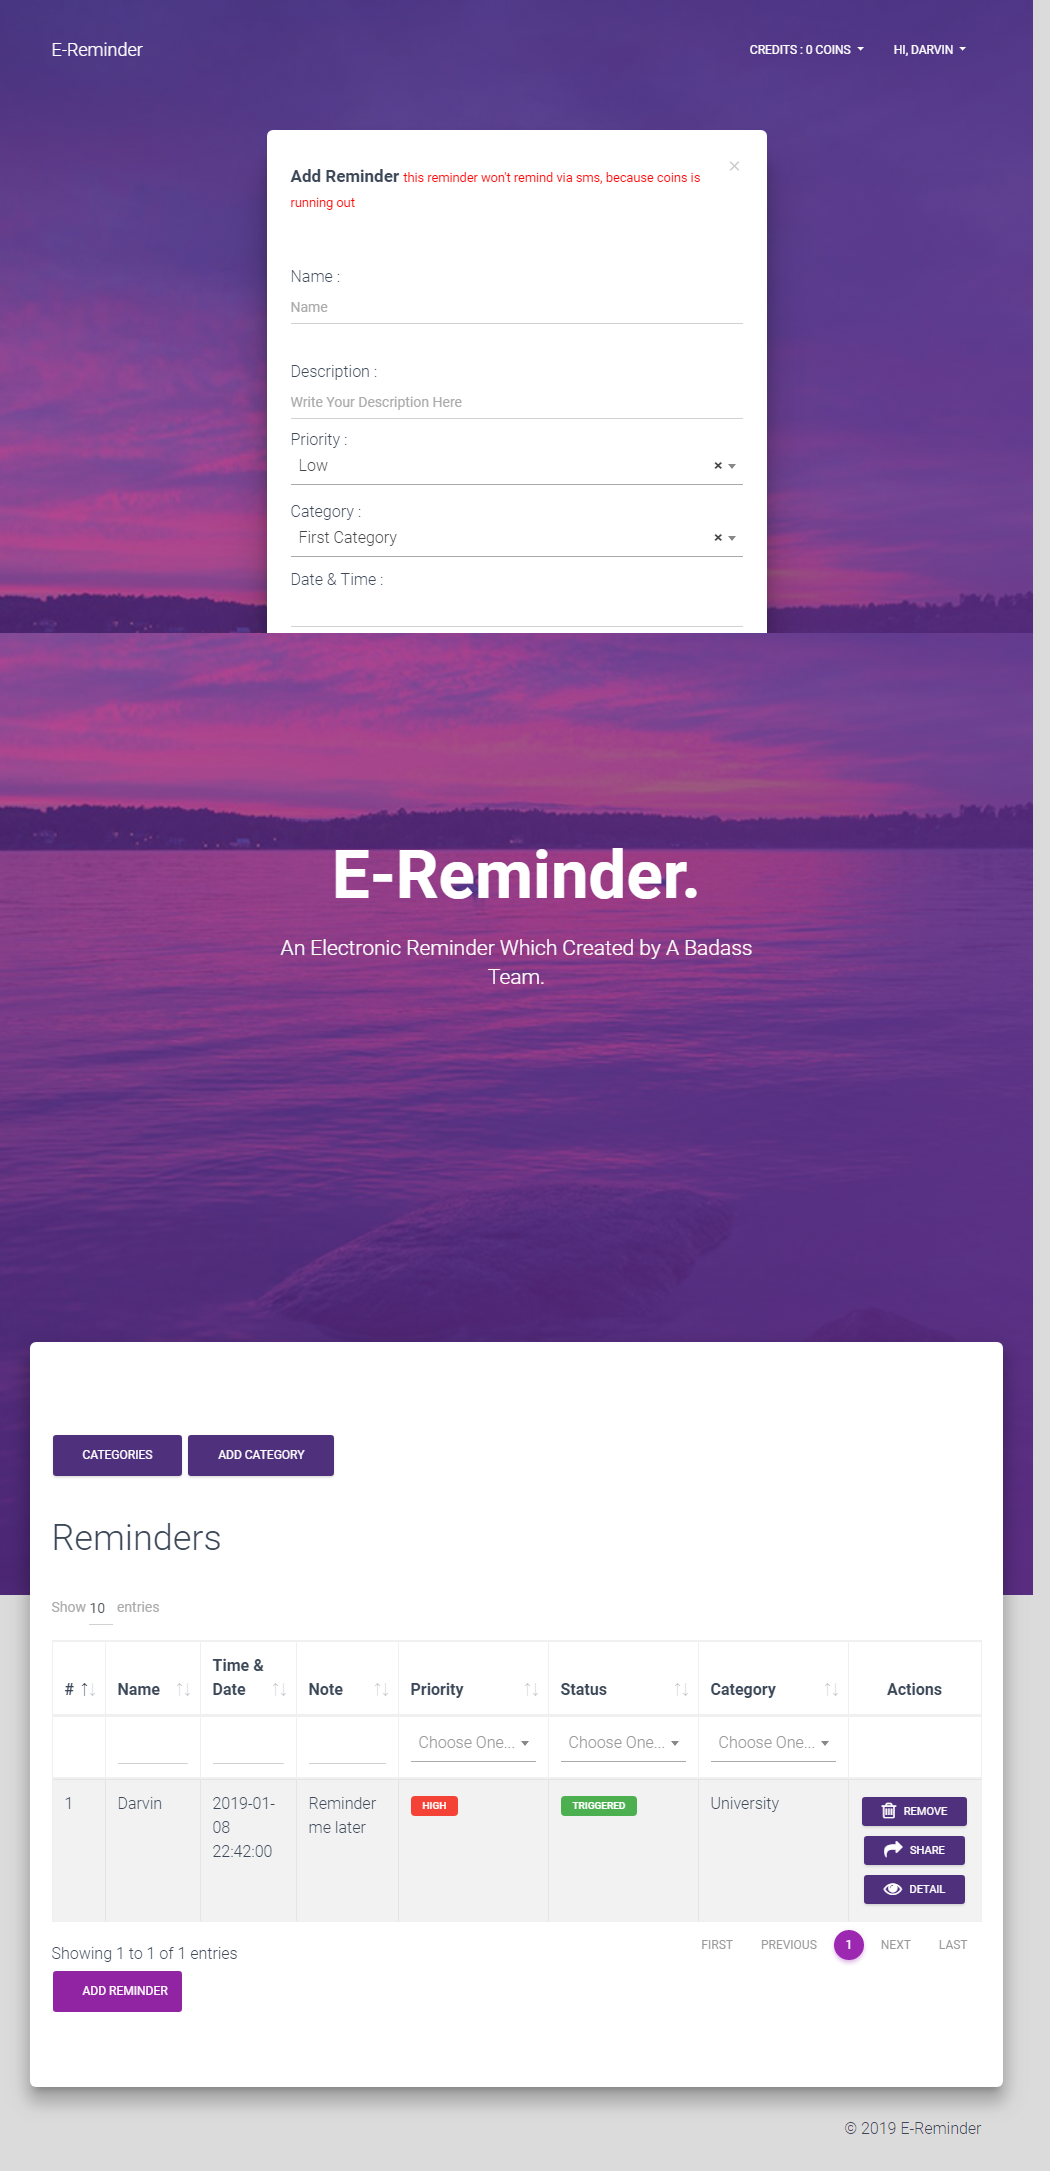 E-Reminder
CREDITS : 0 COINS
HI, DARVIN
×
Add Reminder this reminder won't remind via sms, because coins is
running out
Name :
Name
Description :
Write Your Description Here
Priority :
Low ×
Category :
First Category ×
Date & Time :
E-Reminder.
An Electronic Reminder Which Created by A Badass
Team.
CATEGORIES
ADD CATEGORY
Reminders
Show 10 entries
# Name Time & Date Note Priority Status Category Actions
Choose One... Choose One... Choose One...
1 Darvin 2019-01- Reminder HIGH TRIGGERED University REMOVE
08 me later
22:42:00
SHARE
DETAIL
Showing 1 to 1 of 1 entries
FIRST PREVIOUS 1 NEXT LAST
ADD REMINDER
© 2019 E-Reminder